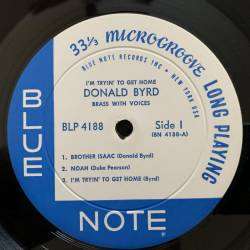 33⅓ MICROGROOVE LONG PLAYING
BLUE NOTE RECORDS INC • NEW YORK USA
I'M TRYIN' TO GET HOME
DONALD BYRD
BRASS WITH VOICES
BLP 4188
Side 1
(BN 4188-A)
1. BROTHER ISAAC (Donald Byrd)
2. NOAH (Duke Pearson)
3. I'M TRYIN' TO GET HOME (Byrd)
BLUE
NOTE